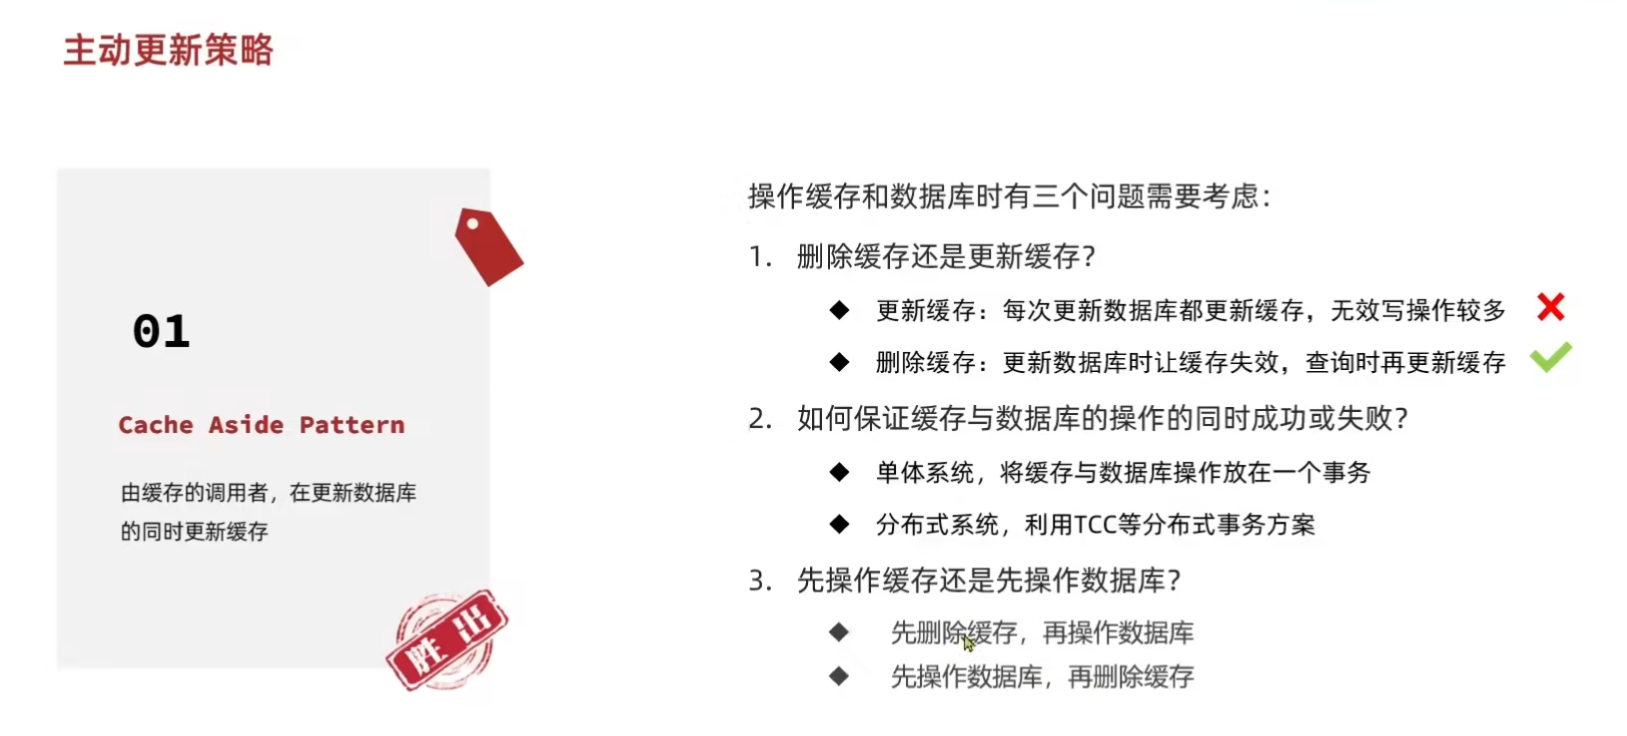 主动更新策略
01
Cache Aside Pattern
由缓存的调用者，在更新数据库
的同时更新缓存
胜出
操作缓存和数据库时有三个问题需要考虑：
1. 删除缓存还是更新缓存？
◆ 更新缓存：每次更新数据库都更新缓存，无效写操作较多
◆ 删除缓存：更新数据库时让缓存失效，查询时再更新缓存
2. 如何保证缓存与数据库的操作的同时成功或失败？
◆ 单体系统，将缓存与数据库操作放在一个事务
◆ 分布式系统，利用TCC等分布式事务方案
3. 先操作缓存还是先操作数据库？
◆ 先删除缓存，再操作数据库
◆ 先操作数据库，再删除缓存